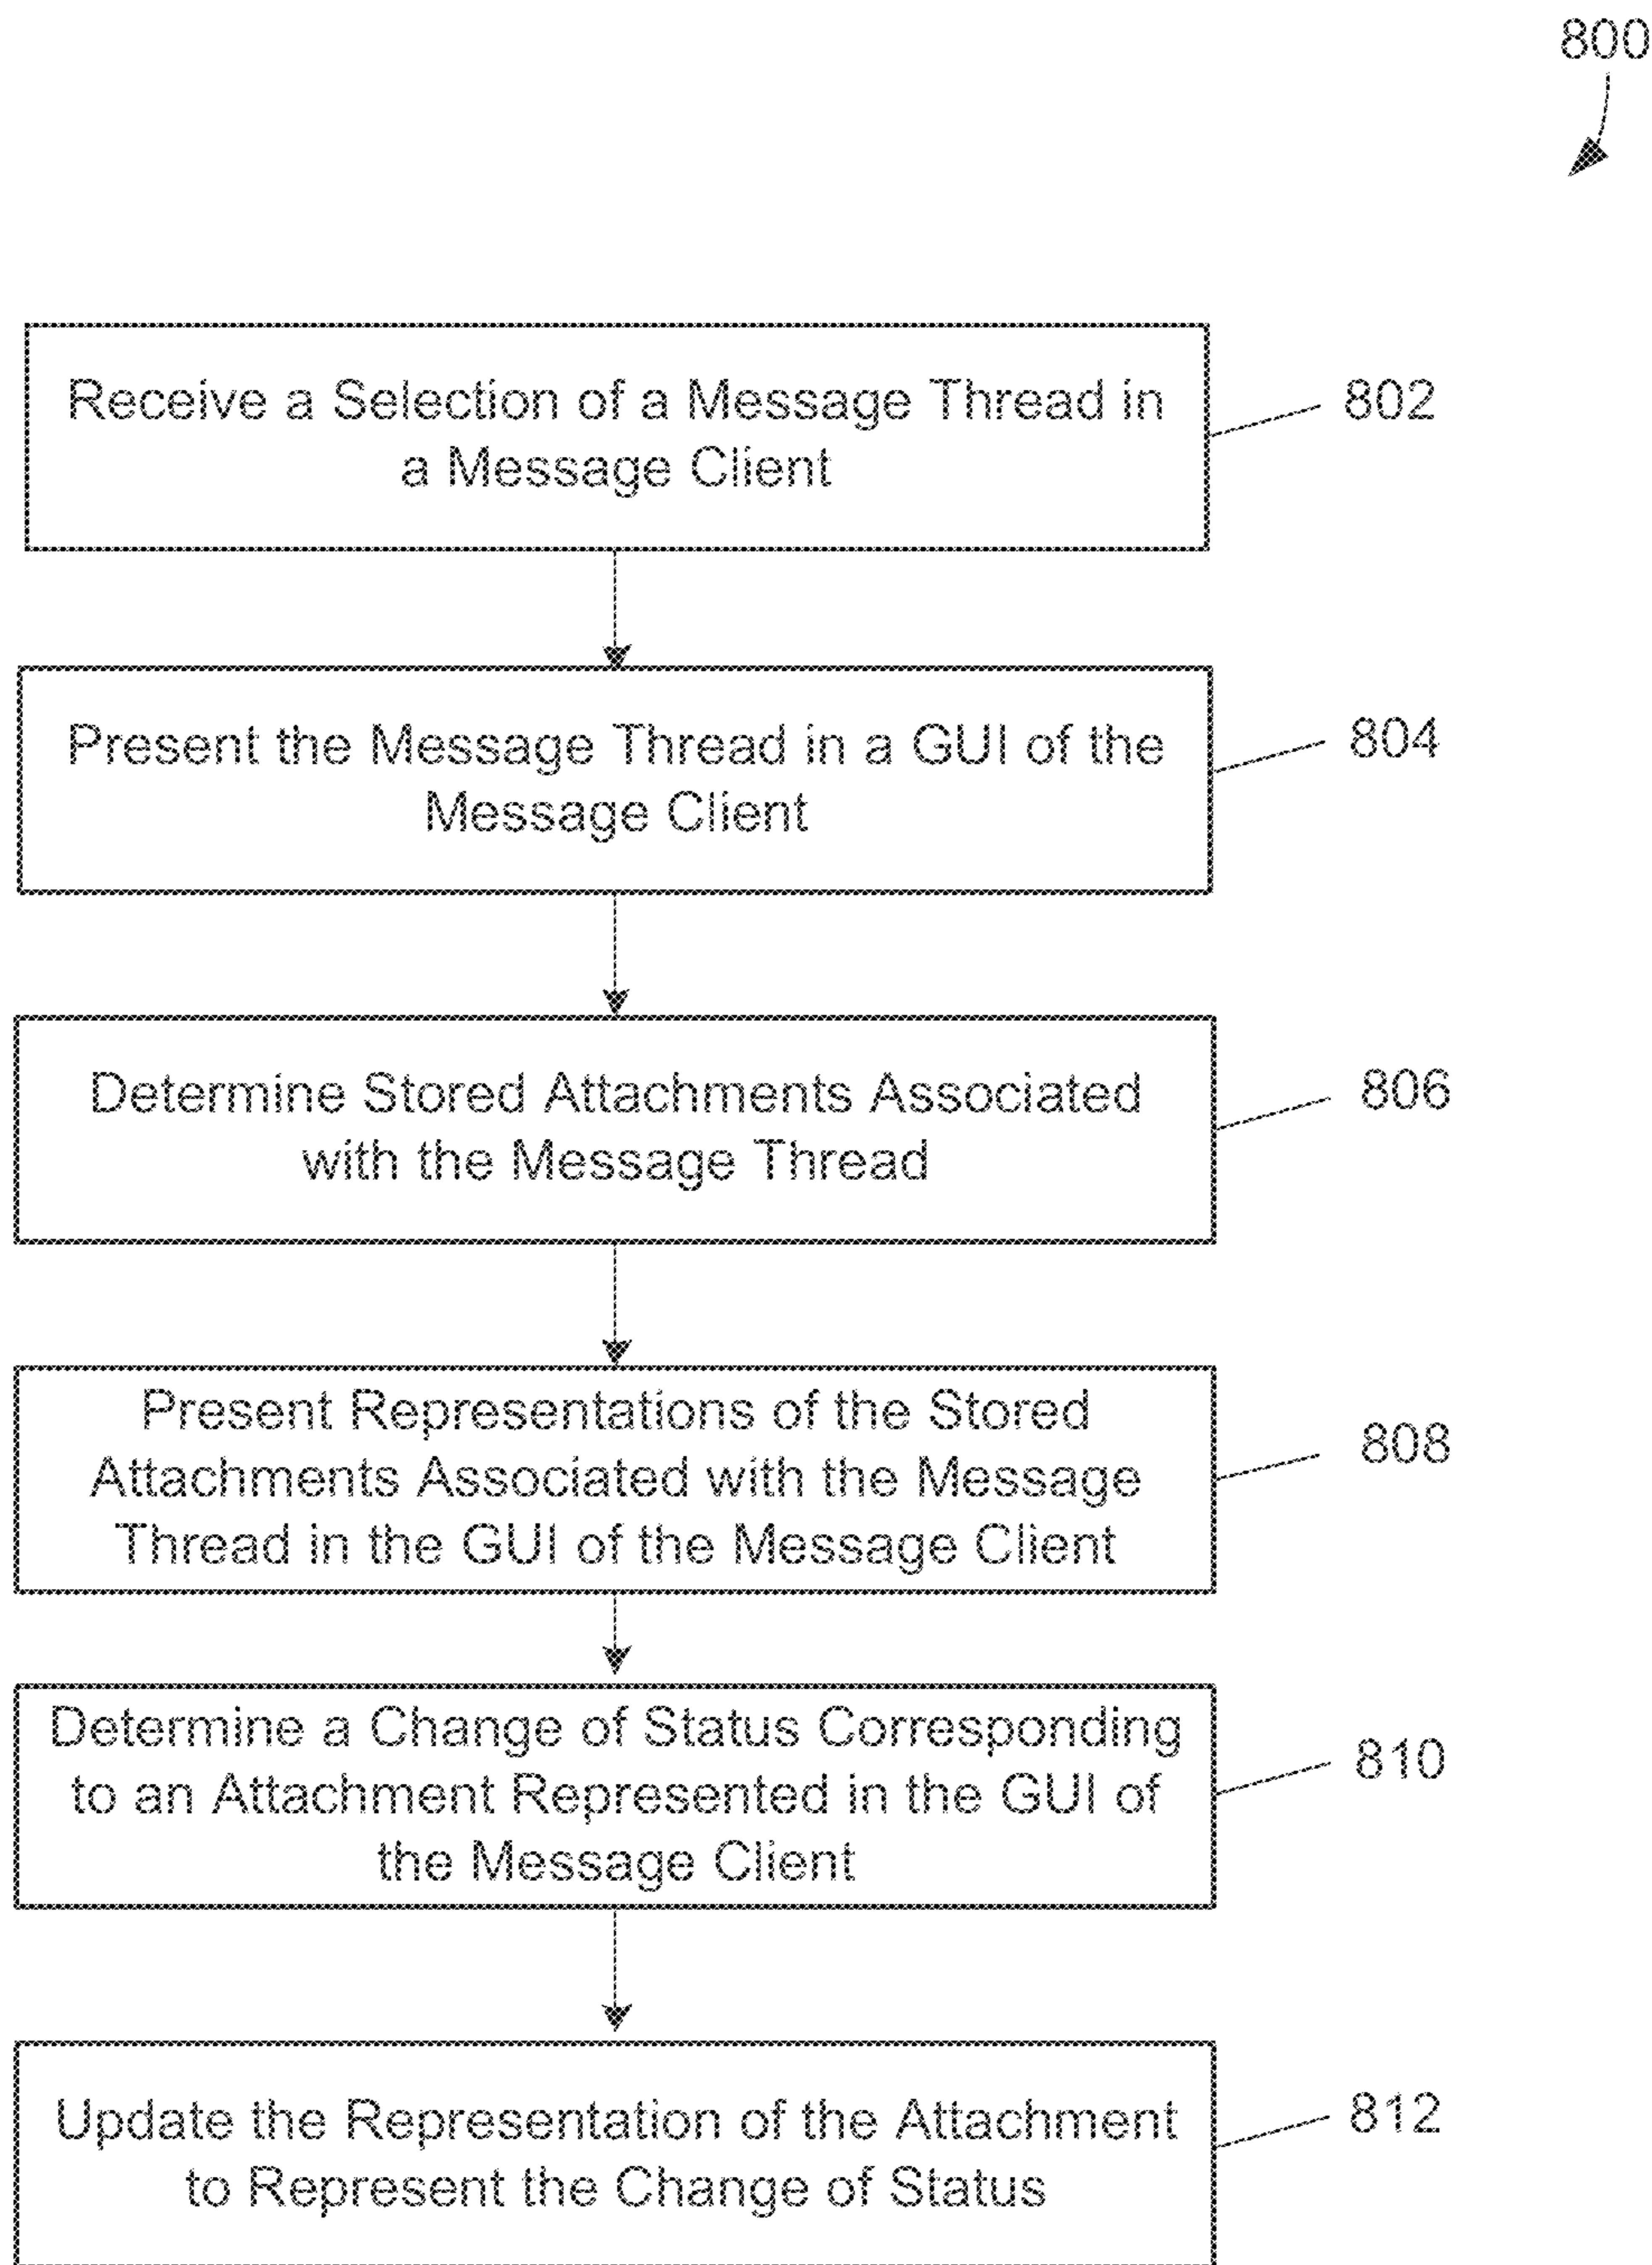 800
Receive a Selection of a Message Thread in
a Message Client
802
Present the Message Thread in a GUI of the
Message Client
804
Determine Stored Attachments Associated
with the Message Thread
806
Present Representations of the Stored
Attachments Associated with the Message
Thread in the GUI of the Message Client
808
Determine a Change of Status Corresponding
to an Attachment Represented in the GUI of
the Message Client
810
Update the Representation of the Attachment
to Represent the Change of Status
812